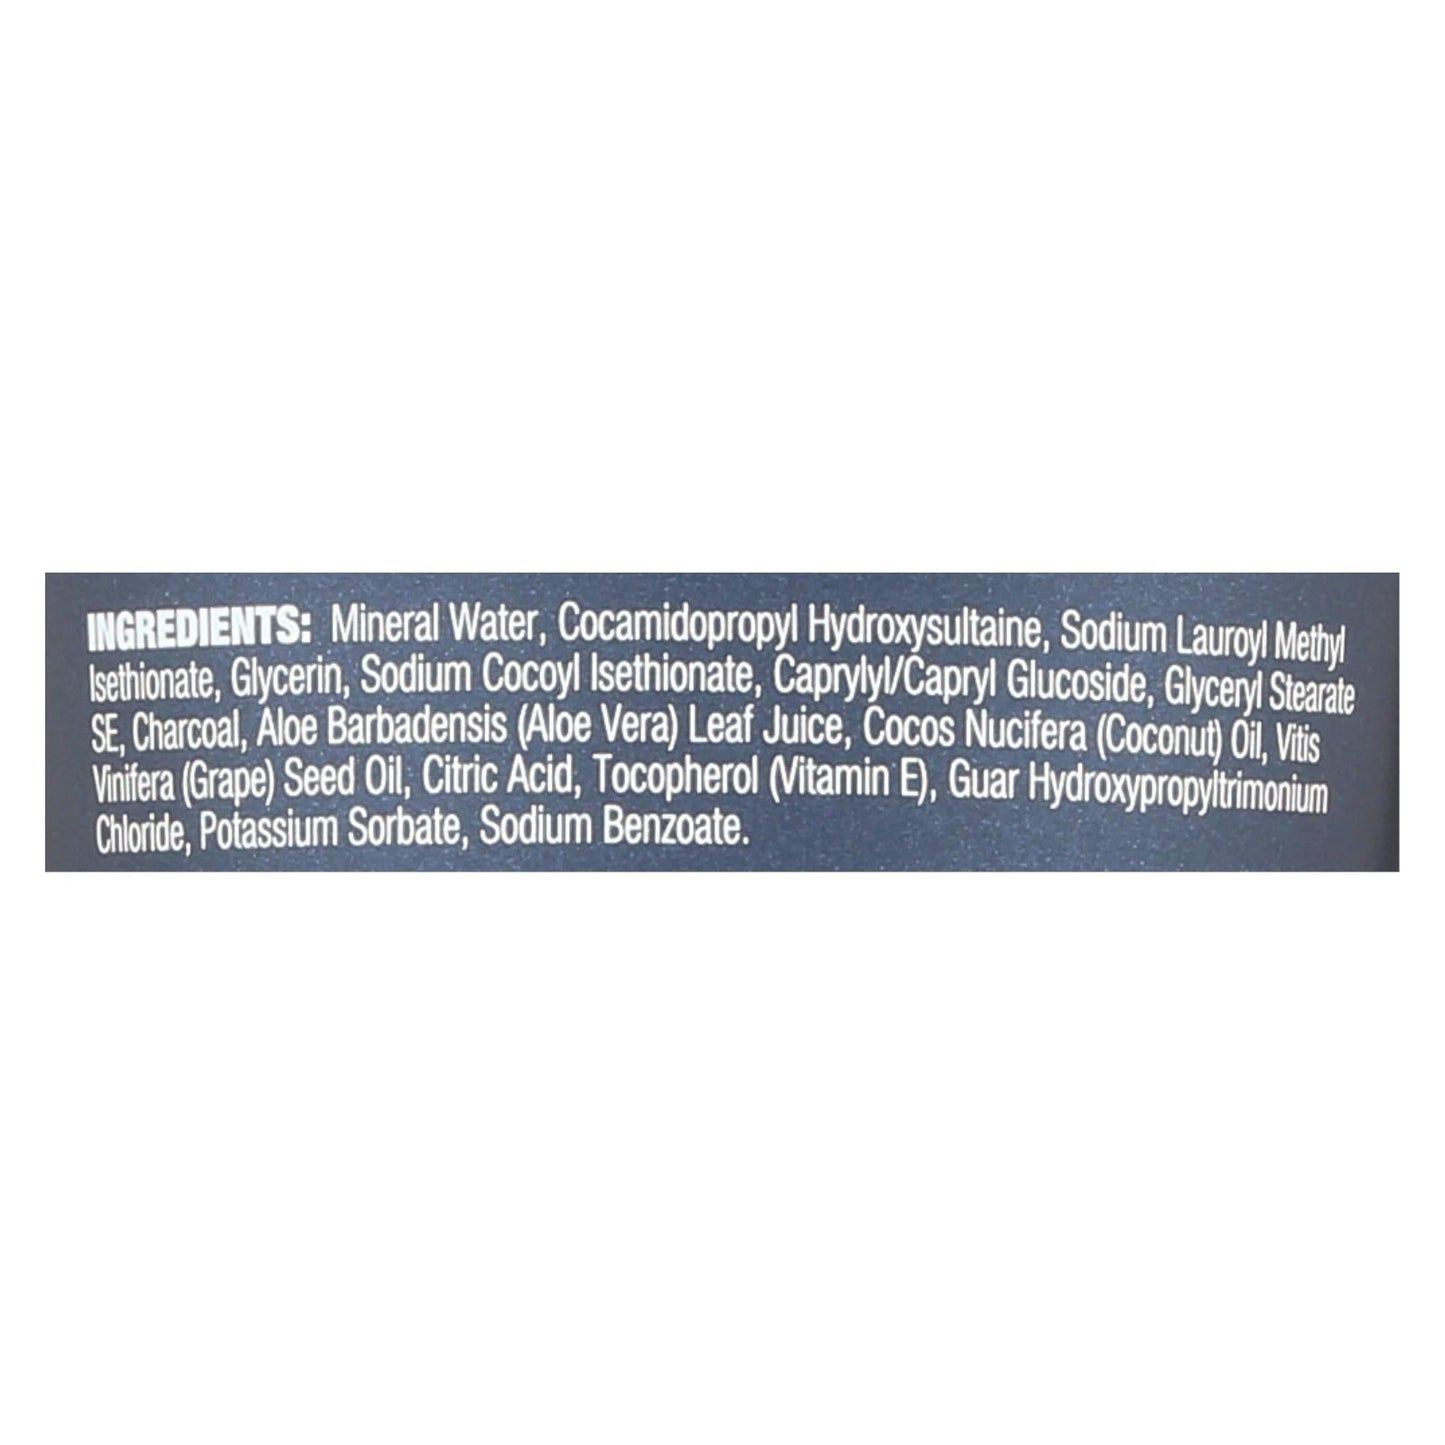 INGREDIENTS: Mineral Water, Cocamidopropyl Hydroxysultaine, Sodium Lauroyl Methyl
Isethionate, Glycerin, Sodium Cocoyl Isethionate, Caprylyl/Capryl Glucoside, Glyceryl Stearate
SE, Charcoal, Aloe Barbadensis (Aloe Vera) Leaf Juice, Cocos Nucifera (Coconut) Oil, Vitis
Vinifera (Grape) Seed Oil, Citric Acid, Tocopherol (Vitamin E), Guar Hydroxypropyltrimonium
Chloride, Potassium Sorbate, Sodium Benzoate.